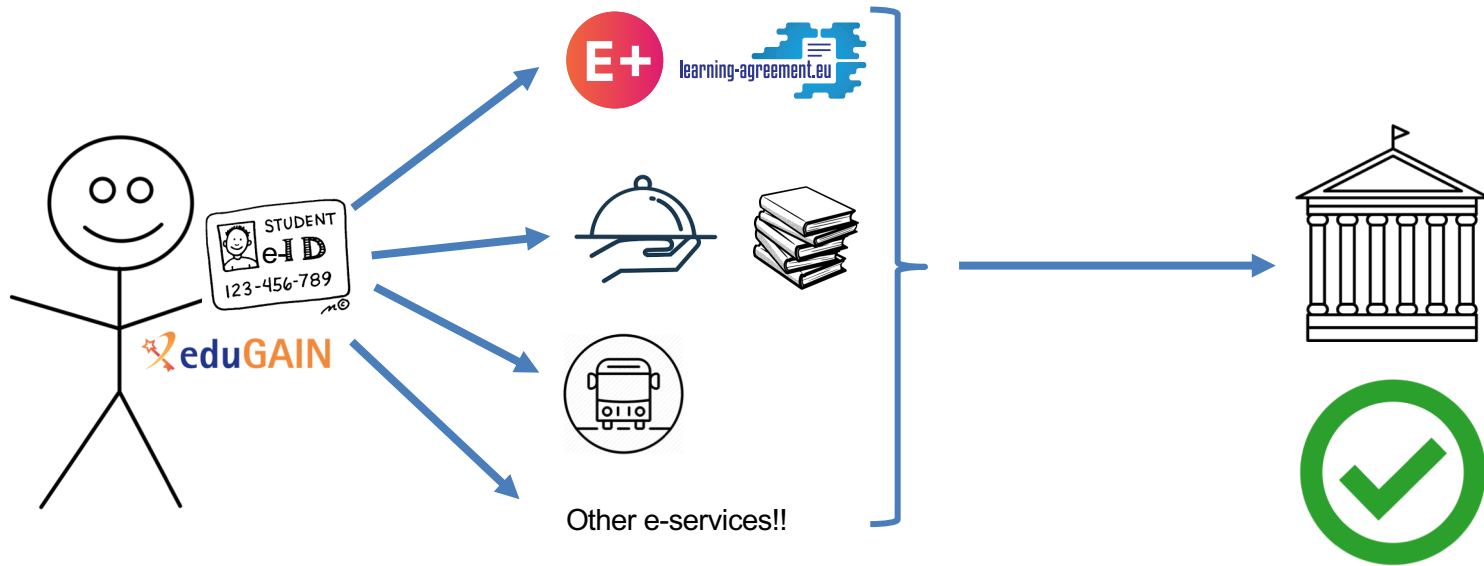 E+
learning-agreement.eu
STUDENT
e-ID
123-456-789
eduGAIN
Other e-services!!